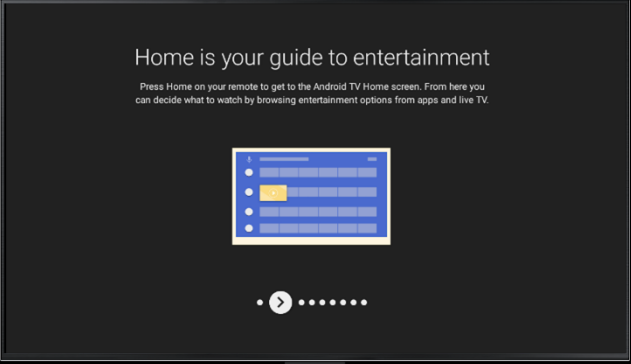 Home is your guide to entertainment
Press Home on your remote to get to the Android TV Home screen. From here you
can decide what to watch by browsing entertainment options from apps and live TV.